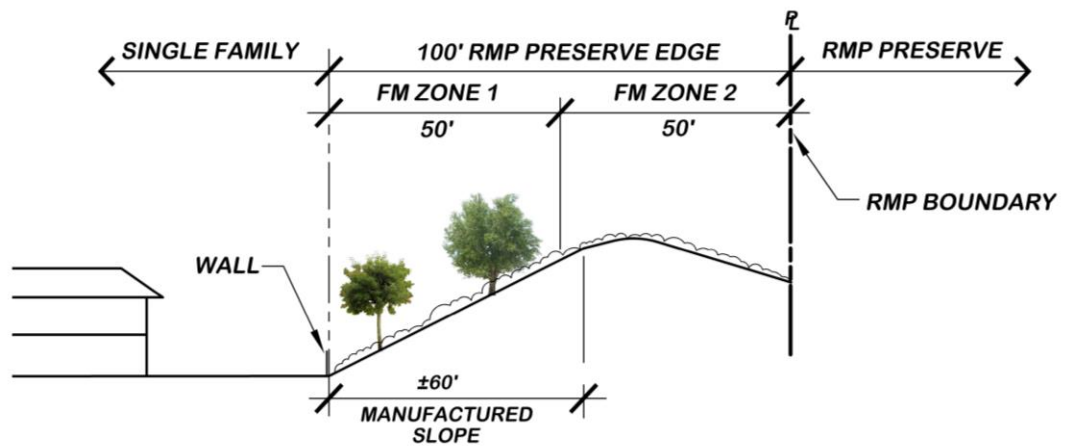 ℄
SINGLE FAMILY
100' RMP PRESERVE EDGE
RMP PRESERVE
FM ZONE 1
FM ZONE 2
50'
50'
RMP BOUNDARY
WALL
±60'
MANUFACTURED
SLOPE